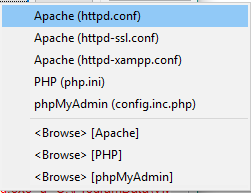 Apache (httpd.conf)
Apache (httpd-ssl.conf)
Apache (httpd-xampp.conf)
PHP (php.ini)
phpMyAdmin (config.inc.php)
<Browse> [Apache]
<Browse> [PHP]
<Browse> [phpMyAdmin]